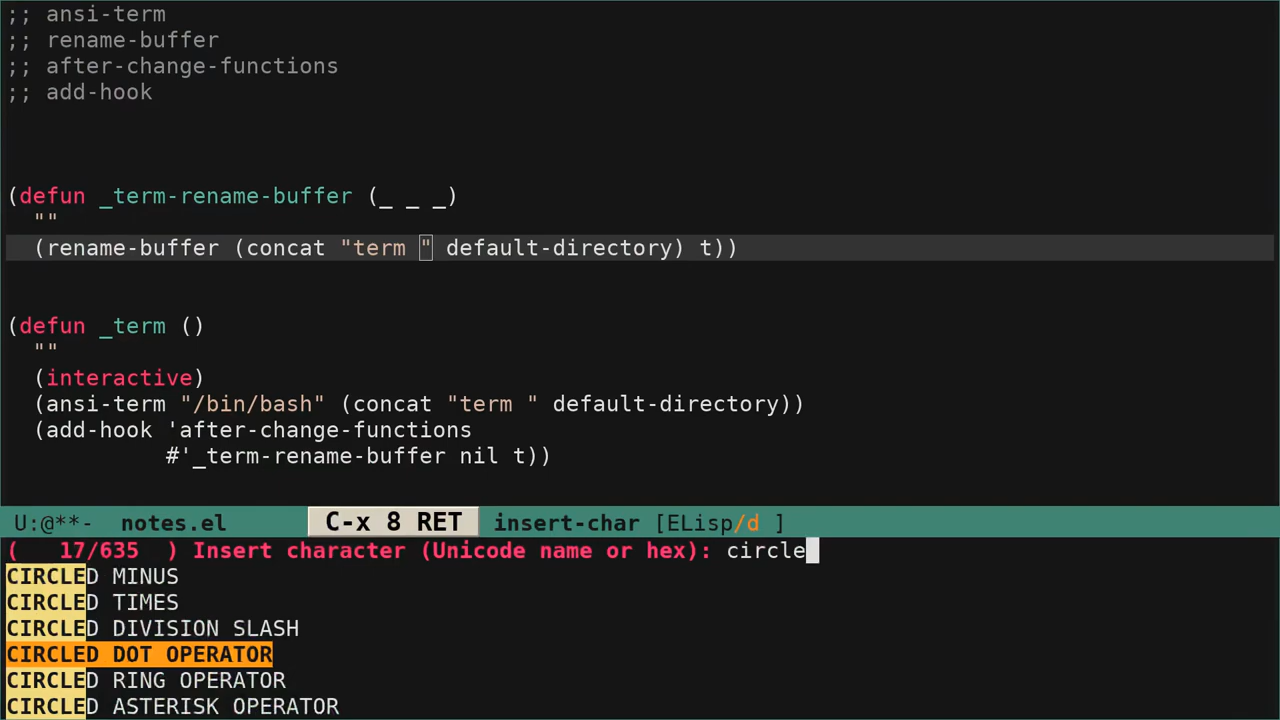 ;; ansi-term
;; rename-buffer
;; after-change-functions
;; add-hook
(defun _term-rename-buffer (_ _ _)
  ""
  (rename-buffer (concat "term " default-directory) t))
(defun _term ()
  ""
  (interactive)
  (ansi-term "/bin/bash" (concat "term " default-directory))
  (add-hook 'after-change-functions
            #'_term-rename-buffer nil t))
U:@**-  notes.el  C-x 8 RET  insert-char [ELisp/d ]
(   17/635  ) Insert character (Unicode name or hex): circle
CIRCLED MINUS
CIRCLED TIMES
CIRCLED DIVISION SLASH
CIRCLED DOT OPERATOR
CIRCLED RING OPERATOR
CIRCLED ASTERISK OPERATOR